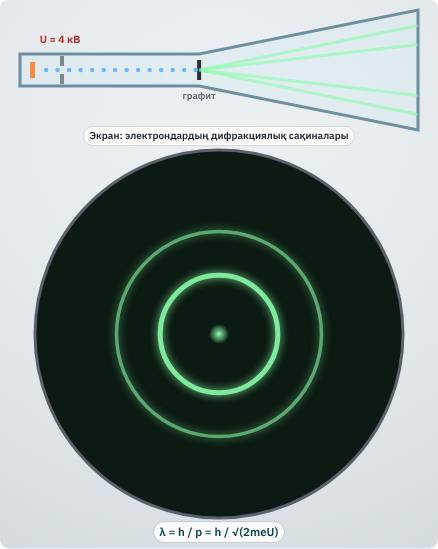 U = 4 кВ
графит
Экран: электрондардың дифракциялық сақиналары
λ = h / p = h / √(2meU)